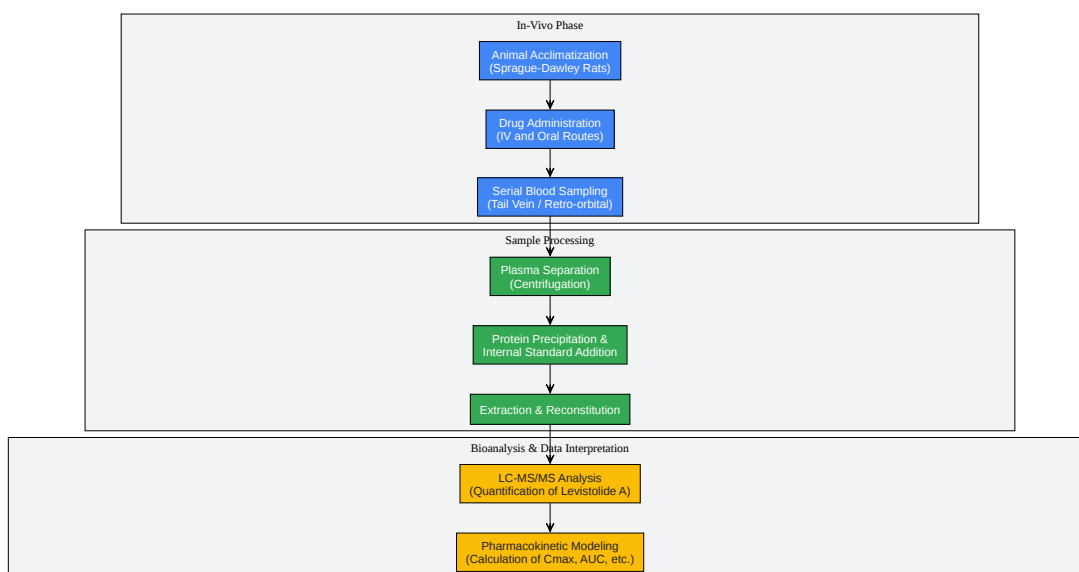 In-Vivo Phase
Animal Acclimatization
(Sprague-Dawley Rats)
Drug Administration
(IV and Oral Routes)
Serial Blood Sampling
(Tail Vein / Retro-orbital)
Sample Processing
Plasma Separation
(Centrifugation)
Protein Precipitation &
Internal Standard Addition
Extraction & Reconstitution
Bioanalysis & Data Interpretation
LC-MS/MS Analysis
(Quantification of Levistolide A)
Pharmacokinetic Modeling
(Calculation of Cmax, AUC, etc.)